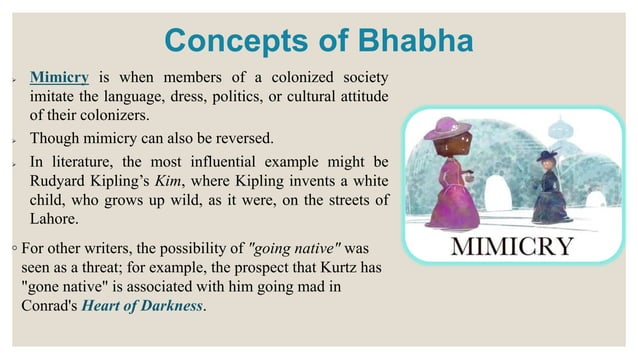 Concepts of Bhabha
Mimicry is when members of a colonized society
imitate the language, dress, politics, or cultural attitude
of their colonizers.
Though mimicry can also be reversed.
In literature, the most influential example might be
Rudyard Kipling’s Kim, where Kipling invents a white
child, who grows up wild, as it were, on the streets of
Lahore.
For other writers, the possibility of "going native" was
seen as a threat; for example, the prospect that Kurtz has
"gone native" is associated with him going mad in
Conrad's Heart of Darkness.
MIMICRY